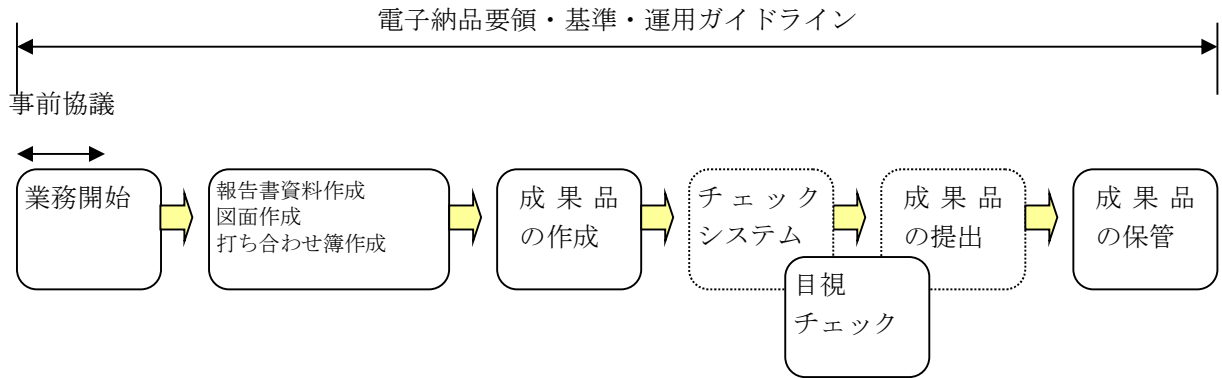 電子納品要領・基準・運用ガイドライン
事前協議
業務開始
報告書資料作成
図面作成
打ち合わせ簿作成
成果品
の作成
チェック
システム
目視
チェック
成果品
の提出
成果品
の保管